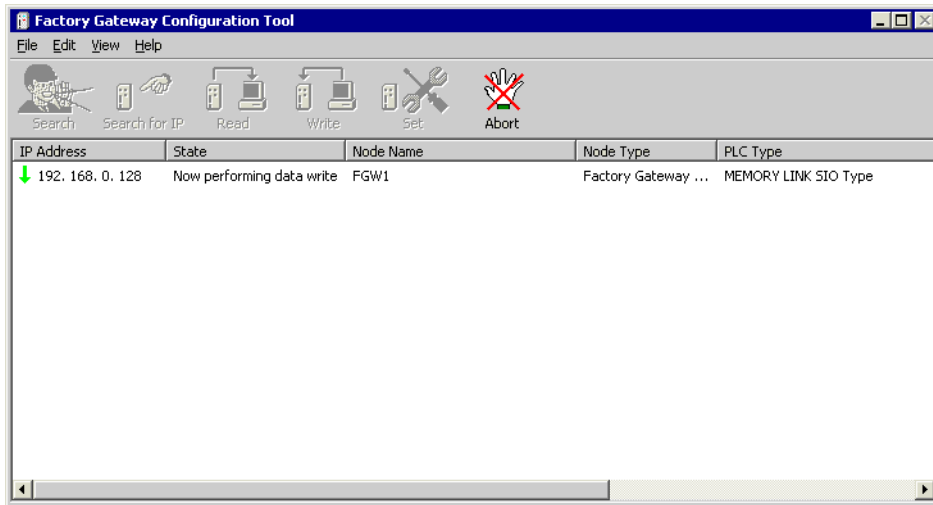 Factory Gateway Configuration Tool
File Edit View Help
Search Search for IP Read Write Set Abort
IP Address State Node Name Node Type PLC Type
192. 168. 0. 128 Now performing data write FGW1 Factory Gateway ... MEMORY LINK SIO Type